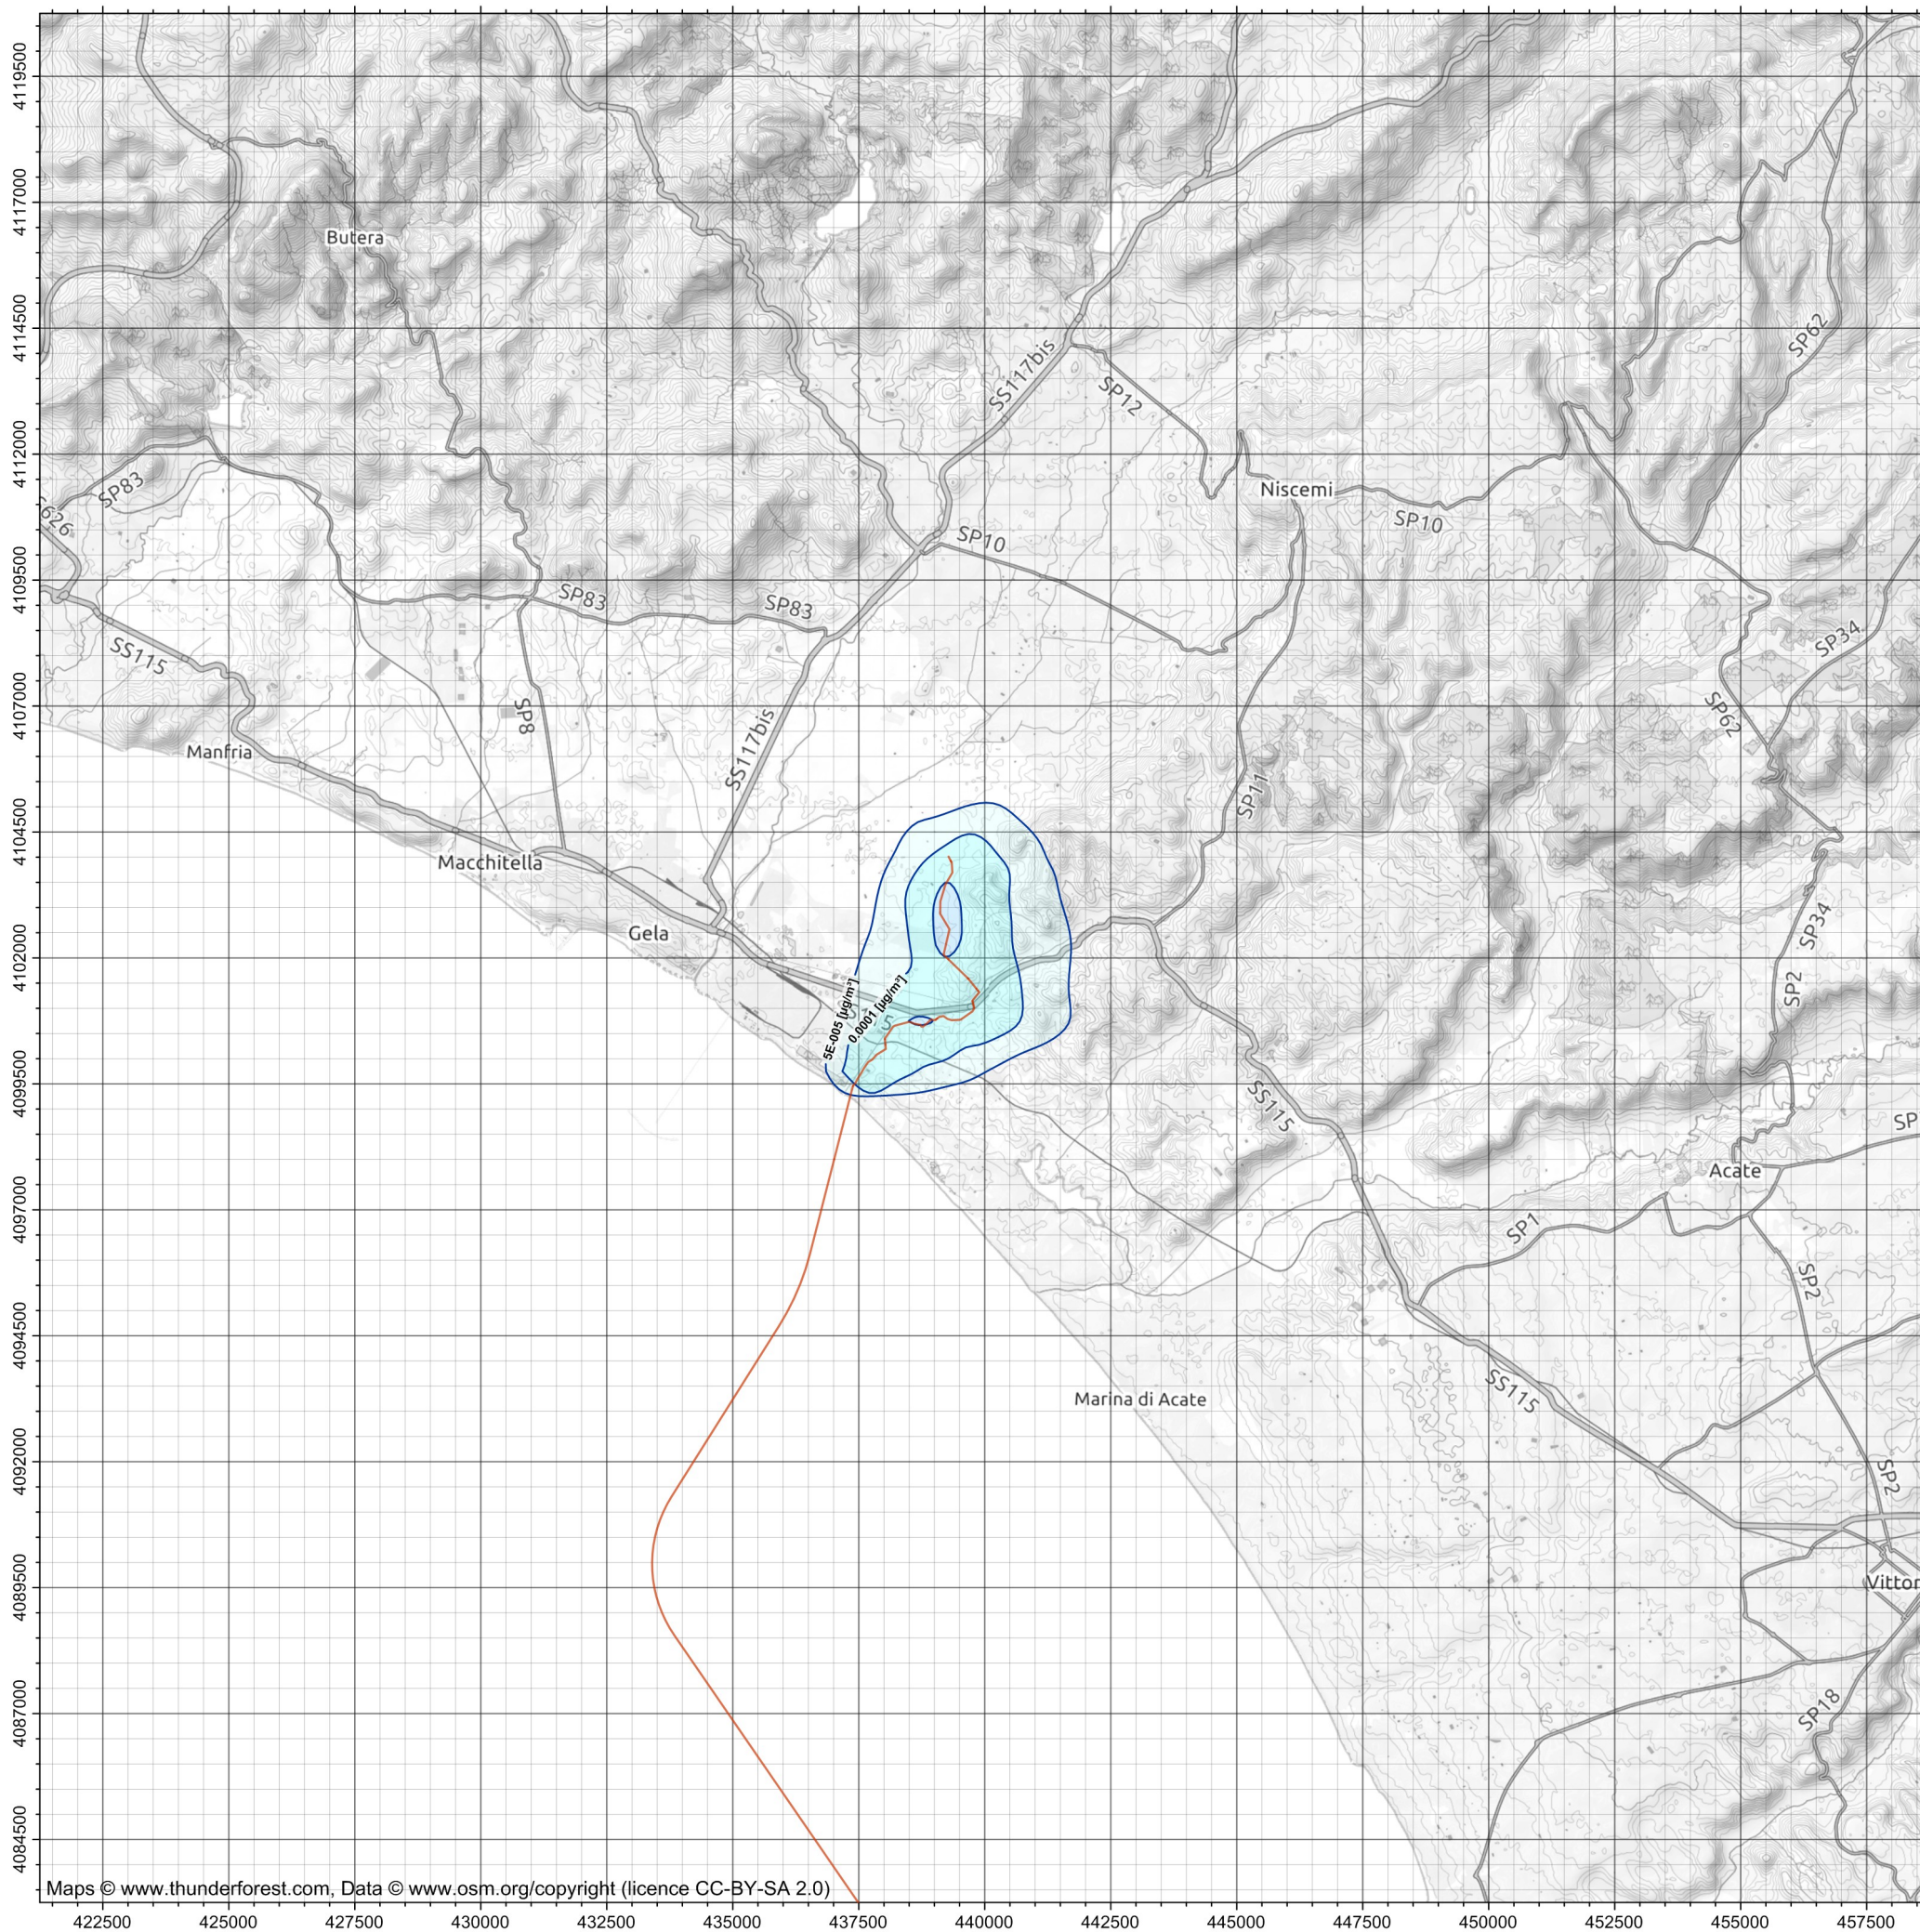 4119500
4117000
Butera
SP62
4114500
SS117bis
SP12
4112000
SP83
Niscemi
SP10
626
SP10
4109500
SP83
SP83
SP34
SS115
4107000
SP8
SP62
SS117bis
Manfria
SP11
4104500
Macchitella
SP34
Gela
4102000
SP2
5E-005 [µg/m³]
0.0001 [µg/m³]
4099500
SS115
SP
Acate
4097000
SP1
SP2
4094500
SS115
Marina di Acate
4092000
SP2
4089500
Vittor
4087000
SP18
4084500
Maps © www.thunderforest.com, Data © www.osm.org/copyright (licence CC-BY-SA 2.0)
422500 425000 427500 430000 432500 435000 437500 440000 442500 445000 447500 450000 452500 455000 457500